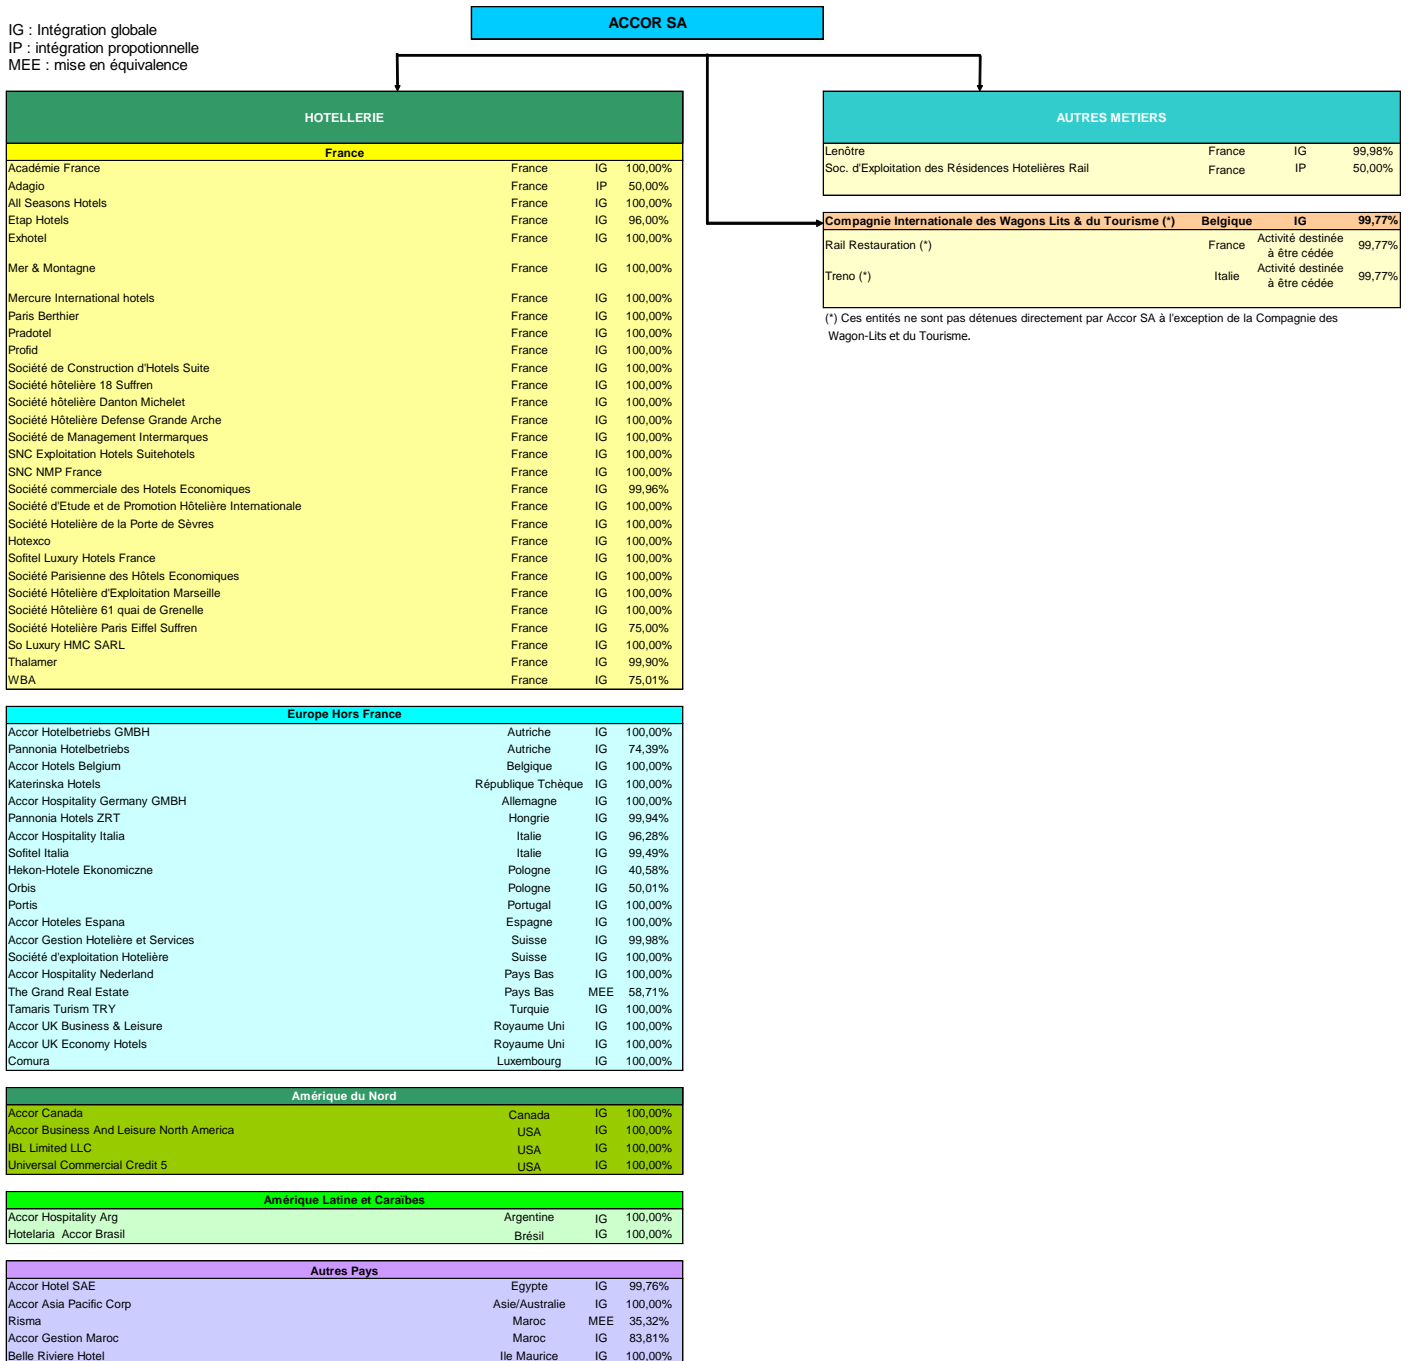 ACCOR SA
IG : Intégration globale
IP : intégration propotionnelle
MEE : mise en équivalence
HOTELLERIE
France
Académie France France IG 100,00%
Adagio France IP 50,00%
All Seasons Hotels France IG 100,00%
Etap Hotels France IG 96,00%
Exhotel France IG 100,00%
Mer & Montagne France IG 100,00%
Mercure International hotels France IG 100,00%
Paris Berthier France IG 100,00%
Pradotel France IG 100,00%
Profid France IG 100,00%
Société de Construction d'Hotels Suite France IG 100,00%
Société hôtelière 18 Suffren France IG 100,00%
Société hôtelière Danton Michelet France IG 100,00%
Société Hôtelière Defense Grande Arche France IG 100,00%
Société de Management Intermarques France IG 100,00%
SNC Exploitation Hotels Suitehotels France IG 100,00%
SNC NMP France France IG 100,00%
Société commerciale des Hotels Economiques France IG 99,96%
Société d'Etude et de Promotion Hôtelière Internationale France IG 100,00%
Société Hotelière de la Porte de Sèvres France IG 100,00%
Hotexco France IG 100,00%
Sofitel Luxury Hotels France France IG 100,00%
Société Parisienne des Hôtels Economiques France IG 100,00%
Société Hôtelière d'Exploitation Marseille France IG 100,00%
Société Hôtelière 61 quai de Grenelle France IG 100,00%
Société Hotelière Paris Eiffel Suffren France IG 75,00%
So Luxury HMC SARL France IG 100,00%
Thalamer France IG 99,90%
WBA France IG 75,01%
Europe Hors France
Accor Hotelbetriebs GMBH Autriche IG 100,00%
Pannonia Hotelbetriebs Autriche IG 74,39%
Accor Hotels Belgium Belgique IG 100,00%
Katerinska Hotels République Tchèque IG 100,00%
Accor Hospitality Germany GMBH Allemagne IG 100,00%
Pannonia Hotels ZRT Hongrie IG 99,94%
Accor Hospitality Italia Italie IG 96,28%
Sofitel Italia Italie IG 99,49%
Hekon-Hotele Ekonomiczne Pologne IG 40,58%
Orbis Pologne IG 50,01%
Portis Portugal IG 100,00%
Accor Hoteles Espana Espagne IG 100,00%
Accor Gestion Hotelière et Services Suisse IG 99,98%
Société d'exploitation Hotelière Suisse IG 100,00%
Accor Hospitality Nederland Pays Bas IG 100,00%
The Grand Real Estate Pays Bas MEE 58,71%
Tamaris Turism TRY Turquie IG 100,00%
Accor UK Business & Leisure Royaume Uni IG 100,00%
Accor UK Economy Hotels Royaume Uni IG 100,00%
Comura Luxembourg IG 100,00%
Amérique du Nord
Accor Canada Canada IG 100,00%
Accor Business And Leisure North America USA IG 100,00%
IBL Limited LLC USA IG 100,00%
Universal Commercial Credit 5 USA IG 100,00%
Amérique Latine et Caraïbes
Accor Hospitality Arg Argentine IG 100,00%
Hotelaria Accor Brasil Brésil IG 100,00%
Autres Pays
Accor Hotel SAE Egypte IG 99,76%
Accor Asia Pacific Corp Asie/Australie IG 100,00%
Risma Maroc MEE 35,32%
Accor Gestion Maroc Maroc IG 83,81%
Belle Riviere Hotel Ile Maurice IG 100,00%
AUTRES METIERS
Lenôtre France IG 99,98%
Soc. d'Exploitation des Résidences Hotelières Rail France IP 50,00%
Compagnie Internationale des Wagons Lits & du Tourisme (*) Belgique IG 99,77%
Rail Restauration (*) France Activité destinée à être cédée 99,77%
Treno (*) Italie Activité destinée à être cédée 99,77%
(*) Ces entités ne sont pas détenues directement par Accor SA à l'exception de la Compagnie des
Wagon-Lits et du Tourisme.